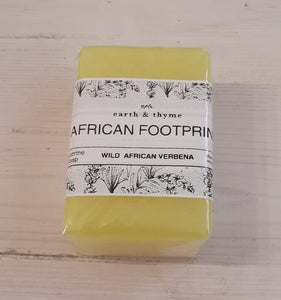 earth & thyme
AFRICAN FOOTPRIN
WILD AFRICAN VERBENA